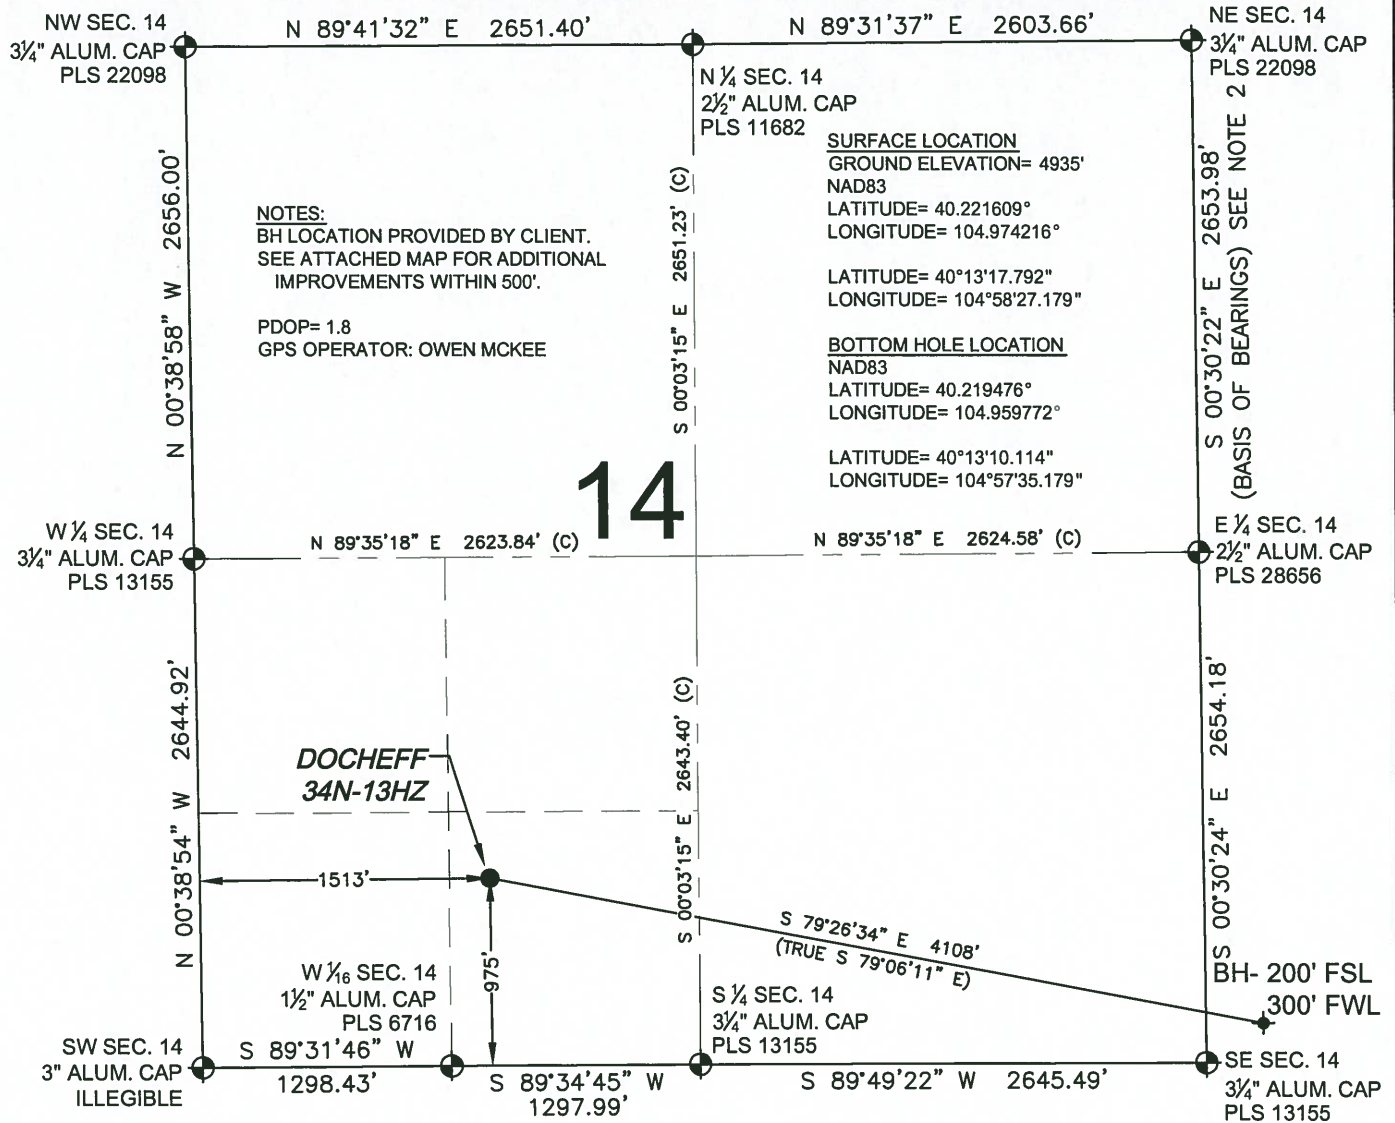 NW SEC. 14
3¼" ALUM. CAP
PLS 22098
N 89°41'32" E 2651.40'
N 89°31'37" E 2603.66'
NE SEC. 14
3¼" ALUM. CAP
PLS 22098
N ¼ SEC. 14
2½" ALUM. CAP
PLS 11682
SURFACE LOCATION
GROUND ELEVATION= 4935'
NAD83
LATITUDE= 40.221609°
LONGITUDE= 104.974216°
LATITUDE= 40°13'17.792"
LONGITUDE= 104°58'27.179"
BOTTOM HOLE LOCATION
NAD83
LATITUDE= 40.219476°
LONGITUDE= 104.959772°
LATITUDE= 40°13'10.114"
LONGITUDE= 104°57'35.179"
NOTES:
BH LOCATION PROVIDED BY CLIENT.
SEE ATTACHED MAP FOR ADDITIONAL
IMPROVEMENTS WITHIN 500'.
PDOP= 1.8
GPS OPERATOR: OWEN MCKEE
N 00°38'58" W 2656.00'
S 00°03'15" E 2651.23' (C)
S 00°30'22" E 2653.98'
(BASIS OF BEARINGS) SEE NOTE 2
14
W ¼ SEC. 14
3¼" ALUM. CAP
PLS 13155
N 89°35'18" E 2623.84' (C)
N 89°35'18" E 2624.58' (C)
E ¼ SEC. 14
2½" ALUM. CAP
PLS 28656
N 00°38'54" W 2644.92'
S 00°03'15" E 2643.40' (C)
S 00°30'24" E 2654.18'
DOCHEFF
34N-13HZ
1513'
975'
S 79°26'34" E 4108'
(TRUE S 79°06'11" E)
BH- 200' FSL
300' FWL
W 1⁄16 SEC. 14
1½" ALUM. CAP
PLS 6716
S ¼ SEC. 14
3¼" ALUM. CAP
PLS 13155
SW SEC. 14
3" ALUM. CAP
ILLEGIBLE
S 89°31'46" W
1298.43'
S 89°34'45" W
1297.99'
S 89°49'22" W 2645.49'
SE SEC. 14
3¼" ALUM. CAP
PLS 13155